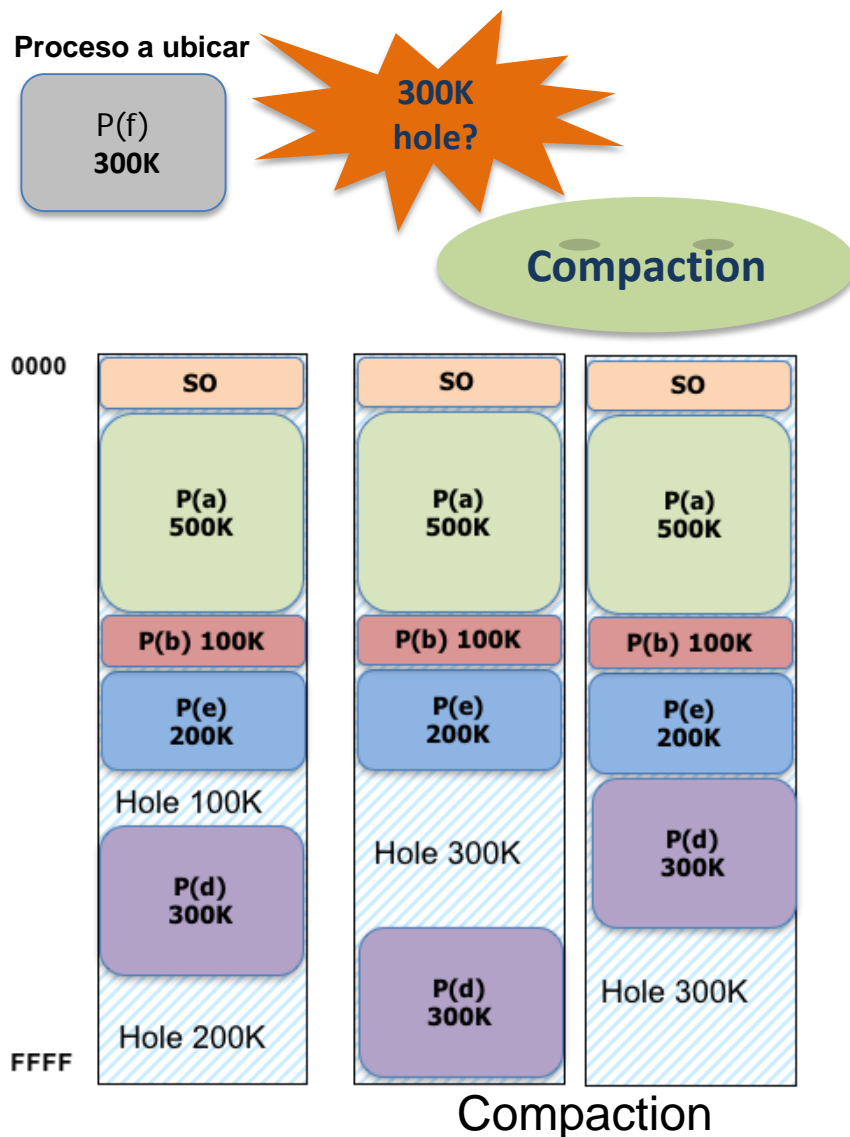 Proceso a ubicar
P(f)
300K
300K
hole?
Compaction
0000
SO
P(a)
500K
P(b) 100K
P(e)
200K
Hole 100K
P(d)
300K
Hole 200K
FFFF
SO
P(a)
500K
P(b) 100K
P(e)
200K
Hole 300K
P(d)
300K
SO
P(a)
500K
P(b) 100K
P(e)
200K
P(d)
300K
Hole 300K
Compaction